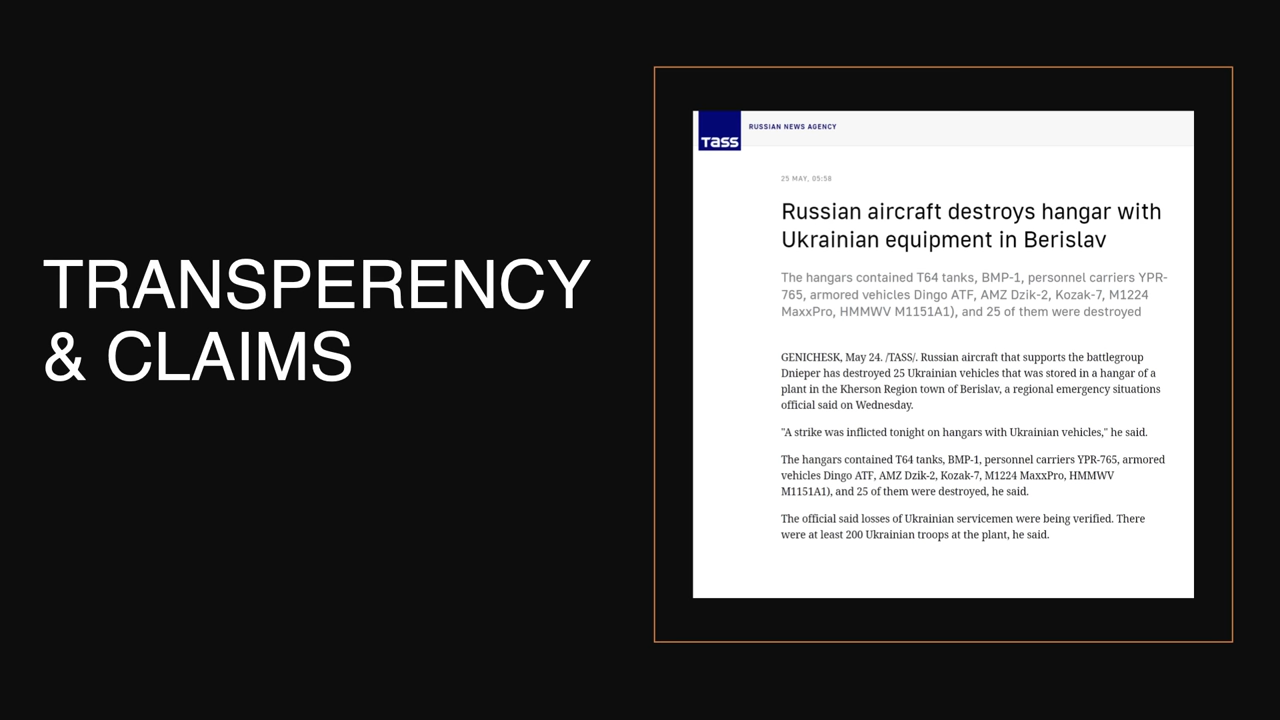 TRANSPERENCY
& CLAIMS
TASS
RUSSIAN NEWS AGENCY
25 MAY, 05:58
Russian aircraft destroys hangar with
Ukrainian equipment in Berislav
The hangars contained T64 tanks, BMP-1, personnel carriers YPR-
765, armored vehicles Dingo ATF, AMZ Dzik-2, Kozak-7, M1224
MaxxPro, HMMWV M1151A1), and 25 of them were destroyed
GENICHESK, May 24. /TASS/. Russian aircraft that supports the battlegroup
Dnieper has destroyed 25 Ukrainian vehicles that was stored in a hangar of a
plant in the Kherson Region town of Berislav, a regional emergency situations
official said on Wednesday.
"A strike was inflicted tonight on hangars with Ukrainian vehicles," he said.
The hangars contained T64 tanks, BMP-1, personnel carriers YPR-765, armored
vehicles Dingo ATF, AMZ Dzik-2, Kozak-7, M1224 MaxxPro, HMMWV
M1151A1), and 25 of them were destroyed, he said.
The official said losses of Ukrainian servicemen were being verified. There
were at least 200 Ukrainian troops at the plant, he said.